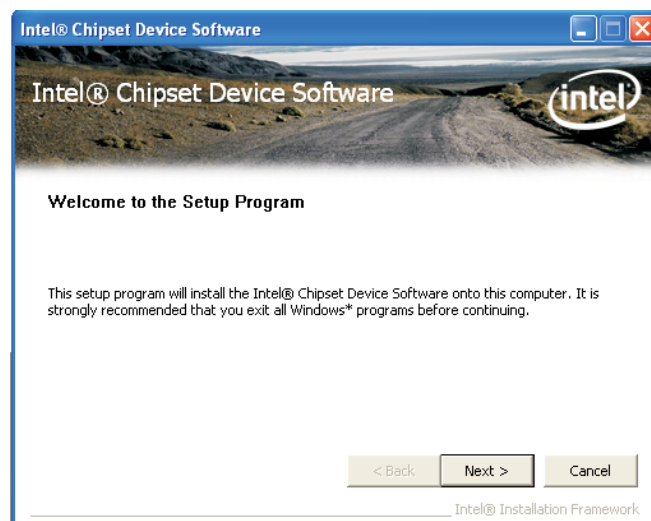 Intel® Chipset Device Software
Intel® Chipset Device Software
intel
Welcome to the Setup Program
This setup program will install the Intel® Chipset Device Software onto this computer. It is
strongly recommended that you exit all Windows* programs before continuing.
< Back Next > Cancel
Intel® Installation Framework